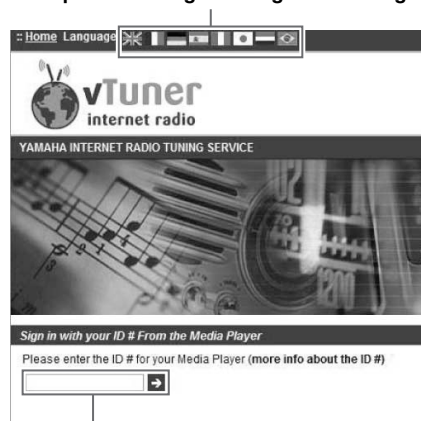 :: Home Language
vTuner
internet radio
YAMAHA INTERNET RADIO TUNING SERVICE
Sign in with your ID # From the Media Player
Please enter the ID # for your Media Player (more info about the ID #)